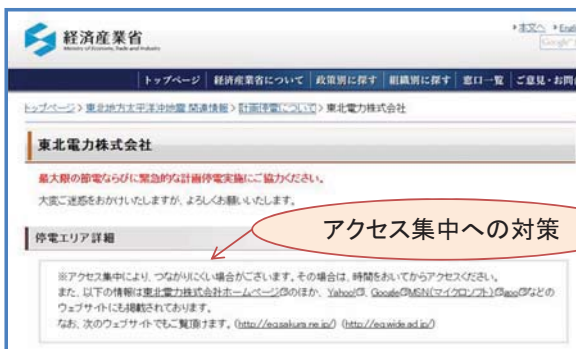 経済産業省
Ministry of Economy, Trade and Industry
本文へ
トップページ 経済産業省について 政策別に探す 組織別に探す 窓口一覧 ご意見・お問
トップページ > 東北地方太平洋沖地震 関連情報 > 計画停電について > 東北電力株式会社
東北電力株式会社
最大限の節電ならびに緊急的な計画停電実施にご協力ください。
大変ご迷惑をおかけいたしますが、よろしくお願いいたします。
アクセス集中への対策
停電エリア詳細
※アクセス集中により、つながりにくい場合がございます。その場合は、時間をおいてからアクセスください。
また、以下の情報は東北電力株式会社ホームページのほか、Yahoo!、Google、MSN(マイクロソフト)、gooなどの
ウェブサイトにも掲載されております。
なお、次のウェブサイトでもご覧頂けます。(http://eq.sakura.ne.jp/) (http://eq.wide.ad.jp/)